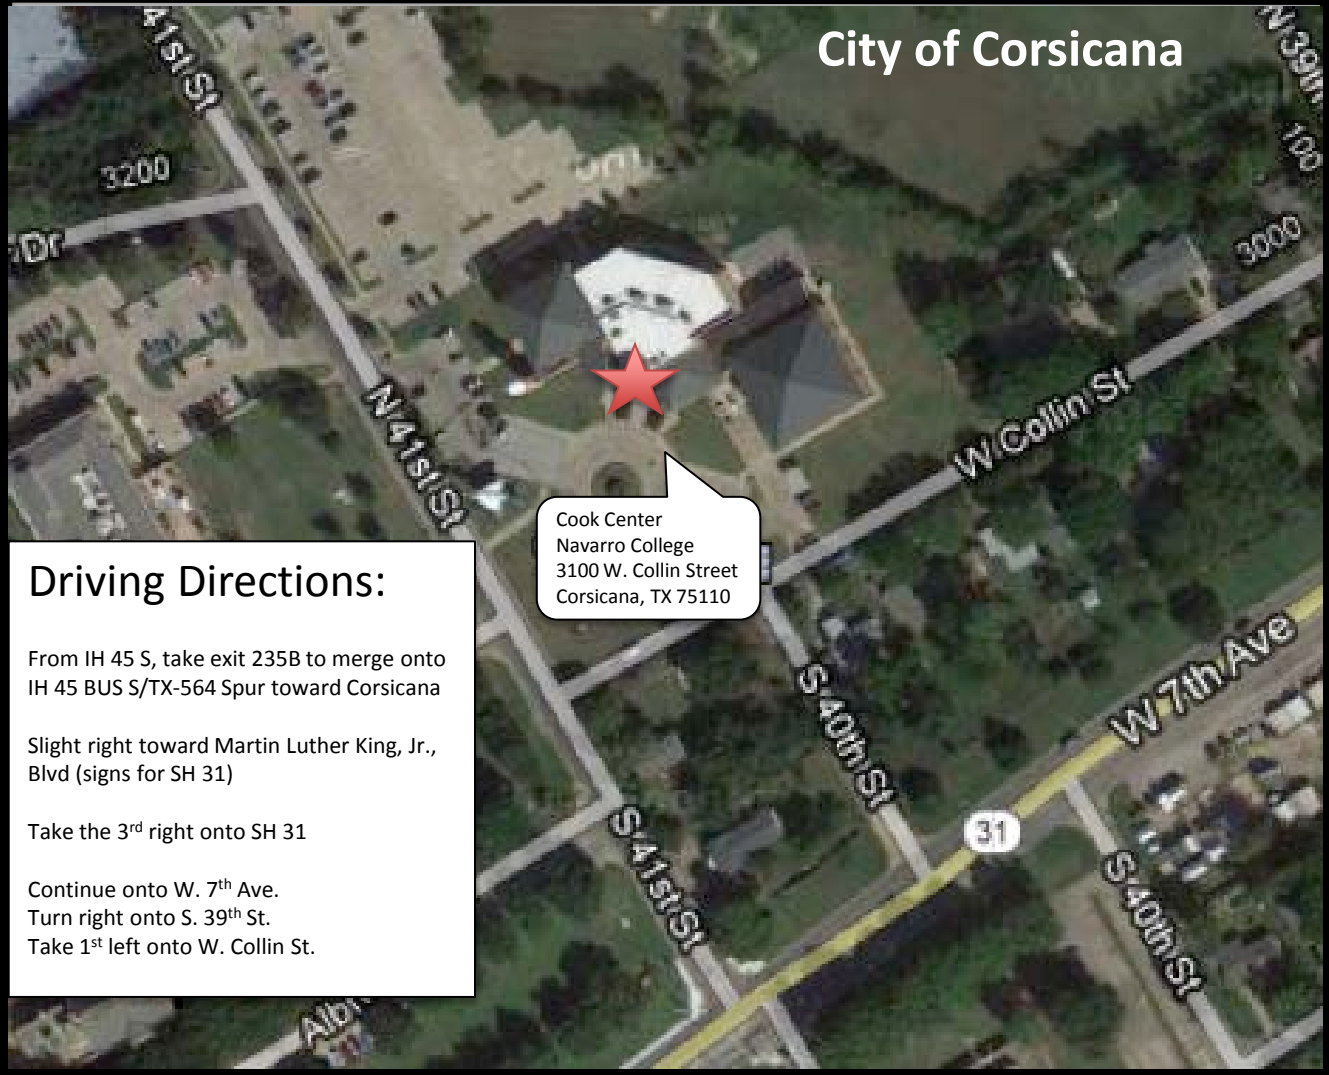 City of Corsicana
41st St
N 39th
100
3200
Dr
3000
N 41st St
W Collin St
Cook Center
Navarro College
3100 W. Collin Street
Corsicana, TX 75110
Driving Directions:
From IH 45 S, take exit 235B to merge onto
IH 45 BUS S/TX-564 Spur toward Corsicana
Slight right toward Martin Luther King, Jr.,
Blvd (signs for SH 31)
Take the 3rd right onto SH 31
Continue onto W. 7th Ave.
Turn right onto S. 39th St.
Take 1st left onto W. Collin St.
W 7th Ave
S 40th St
31
S 41st St
S 40th St